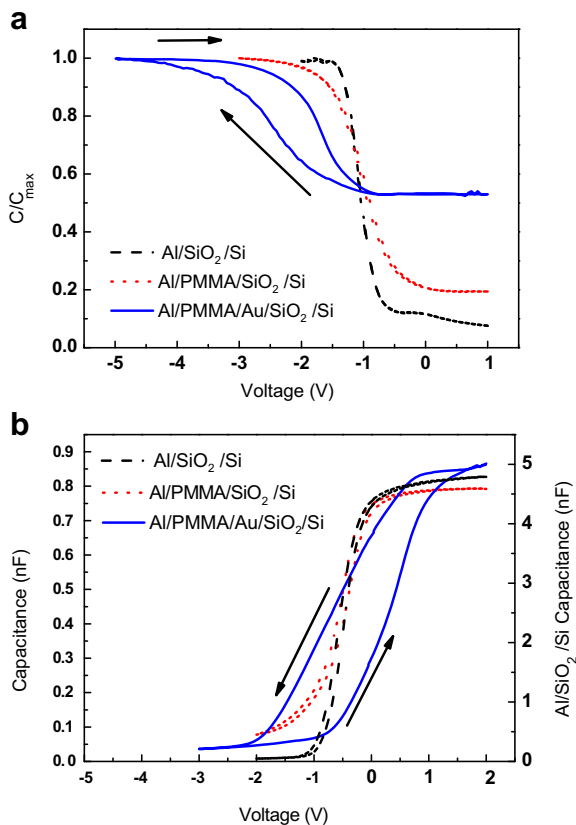 a
1.0
0.8
0.6
0.4
0.2
0.0
C/Cmax
Al/SiO2/Si
Al/PMMA/SiO2/Si
Al/PMMA/Au/SiO2/Si
-5 -4 -3 -2 -1 0 1
Voltage (V)
b
0.9
0.8
0.7
0.6
0.5
0.4
0.3
0.2
0.1
0.0
Capacitance (nF)
Al/SiO2/Si
Al/PMMA/SiO2/Si
Al/PMMA/Au/SiO2/Si
5
4
3
2
1
0
Al/SiO2/Si Capacitance (nF)
-5 -4 -3 -2 -1 0 1 2
Voltage (V)